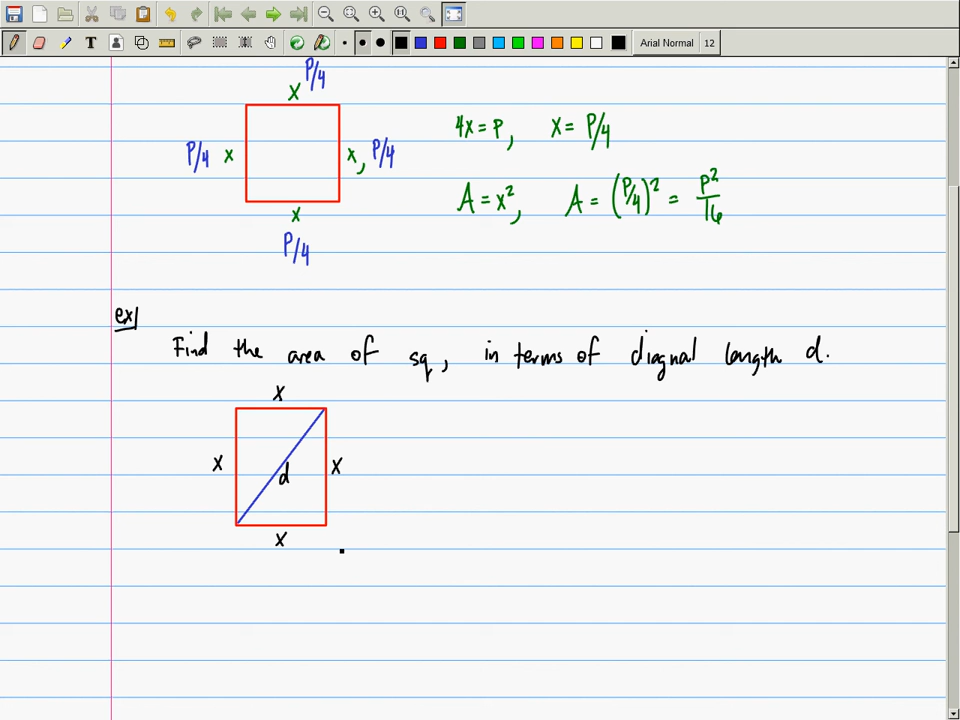 Arial Normal 12
P/4
x
P/4 x x, P/4
x
P/4
4x = P, x = P/4
A = x², A = (P/4)² = P²/16
ex/
Find the area of sq, in terms of diagnal length d.
x
x d x
x